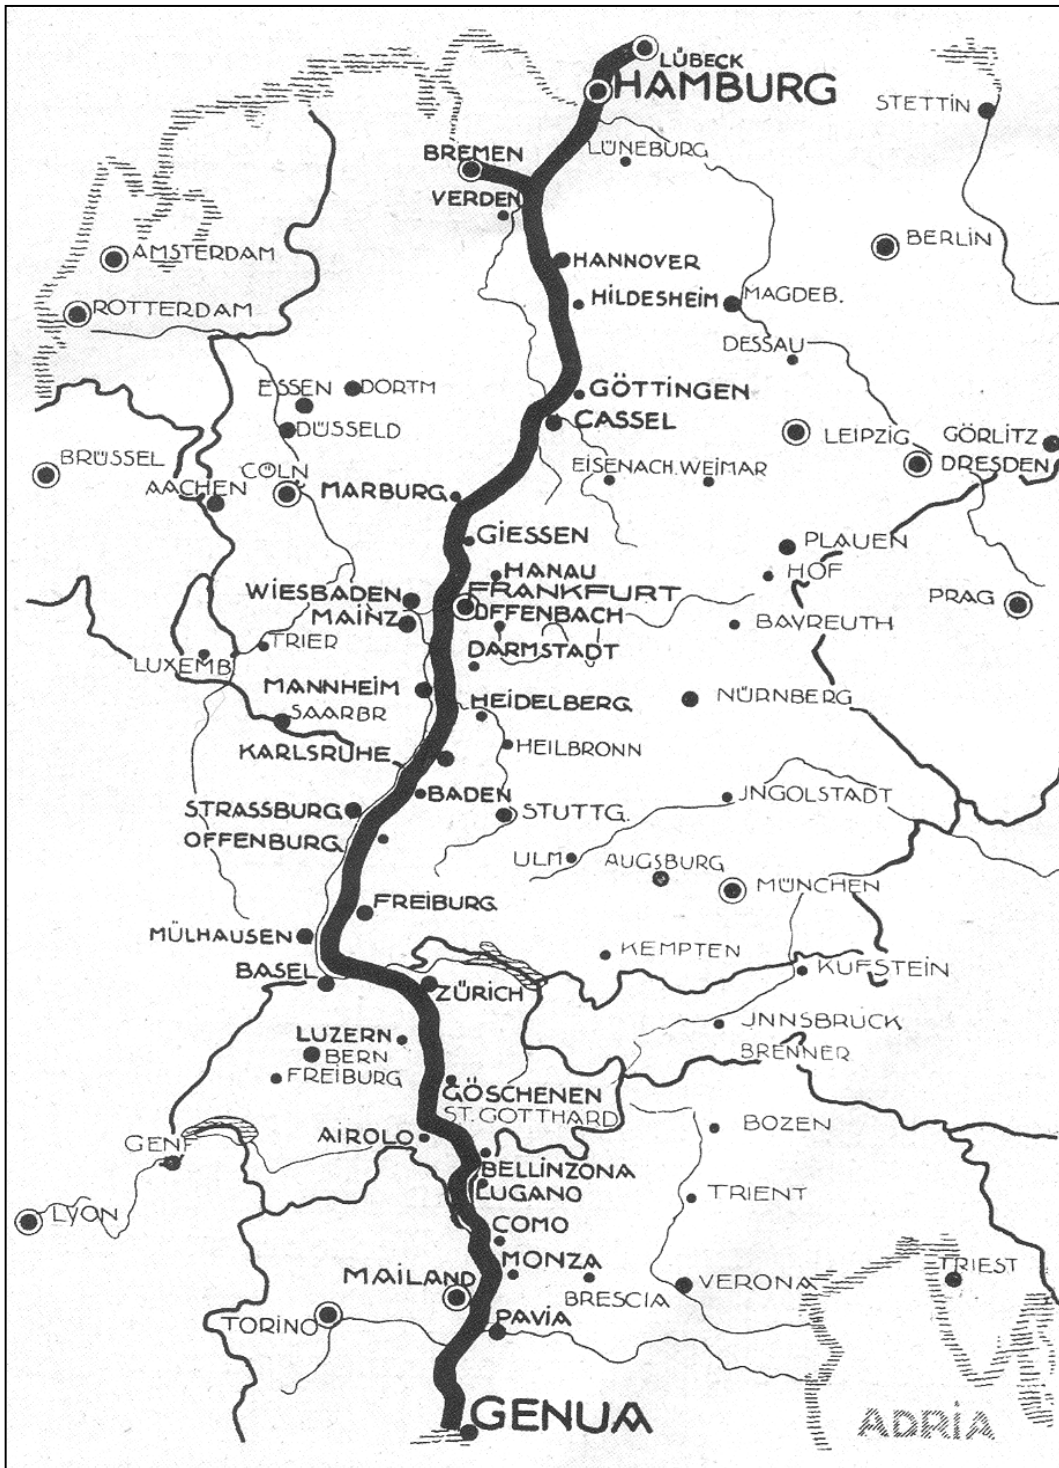 LÜBECK
HAMBURG
STETTIN
LÜNEBURG
BREMEN
VERDEN
BERLIN
AMSTERDAM
HANNOVER
HILDESHEIM
MAGDEB.
ROTTERDAM
DESSAU
ESSEN
DORTM
GÖTTINGEN
CASSEL
DÜSSELD
LEIPZIG
GÖRLITZ
BRÜSSEL
CÖLN
EISENACH. WEIMAR
DRESDEN
AACHEN
MARBURG
GIESSEN
PLAUEN
HANAU
HOF
WIESBADEN
FRANKFURT
PRAG
MAINZ
OFFENBACH
BAYREUTH
TRIER
LUXEMB
DARMSTADT
MANNHEIM
HEIDELBERG
NÜRNBERG
SAARBR
KARLSRUHE
HEILBRONN
BADEN
JNGOLSTADT
STRASSBURG
STUTTG.
OFFENBURG
ULM
AUGSBURG
MÜNCHEN
FREIBURG
MÜLHAUSEN
KEMPTEN
BASEL
KUFSTEIN
ZÜRICH
LUZERN
JNNSBRUCK
BERN
BRENNER
FREIBURG
GÖSCHENEN
ST. GOTTHARD
BOZEN
AIROLO
GENF
BELLINZONA
LUGANO
TRIENT
LYON
COMO
MONZA
TRIEST
MAILAND
VERONA
BRESCIA
TORINO
PAVIA
GENUA
ADRIA